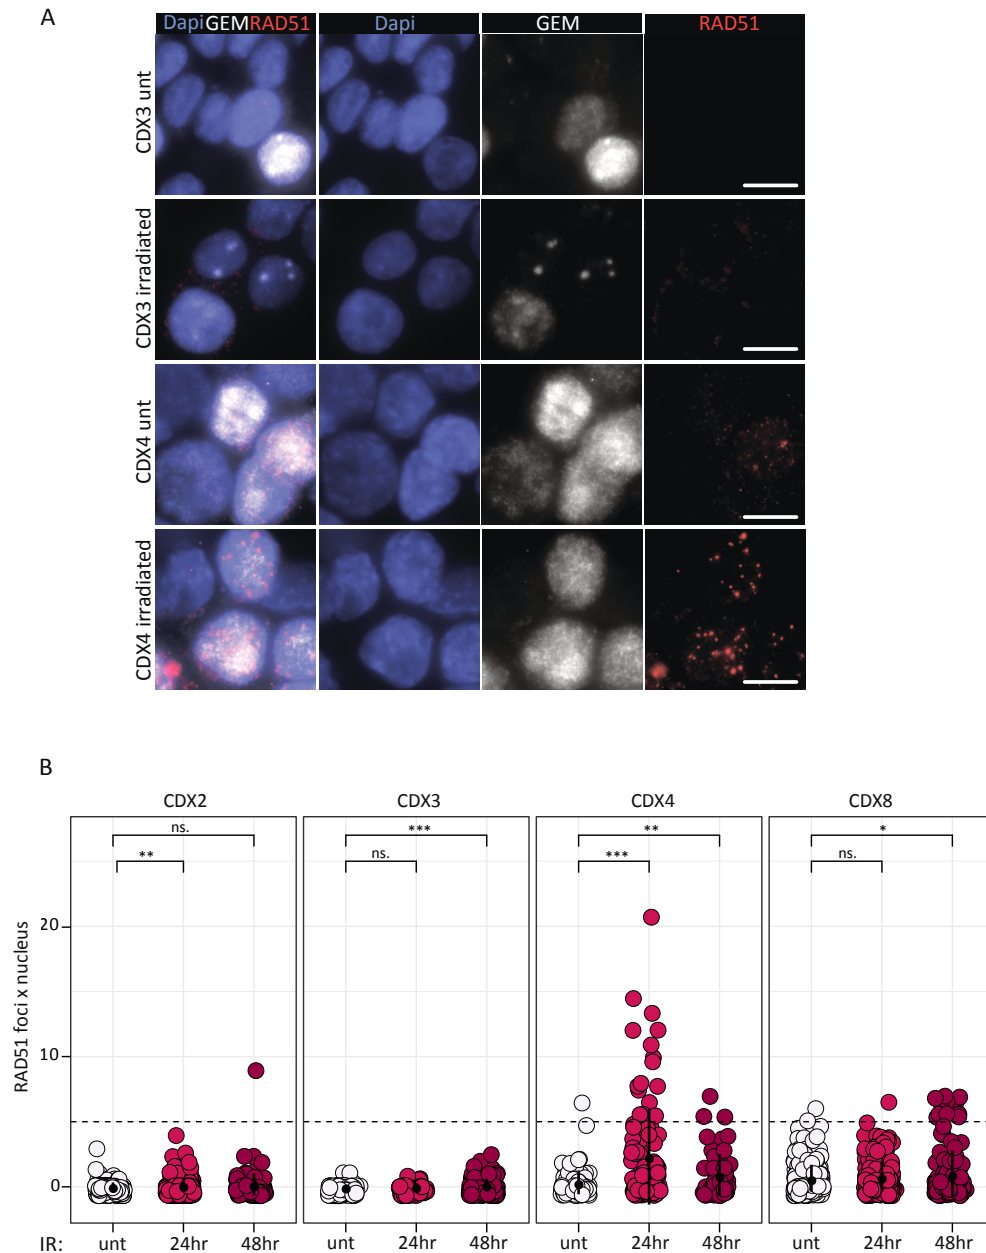 A
DapiGEMRAD51 Dapi GEM RAD51
CDX3 unt
CDX3 irradiated
CDX4 unt
CDX4 irradiated
B
CDX2 CDX3 CDX4 CDX8
ns. *** ** *
** ns. *** ns.
RAD51 foci x nucleus
20
10
0
IR: unt 24hr 48hr unt 24hr 48hr unt 24hr 48hr unt 24hr 48hr